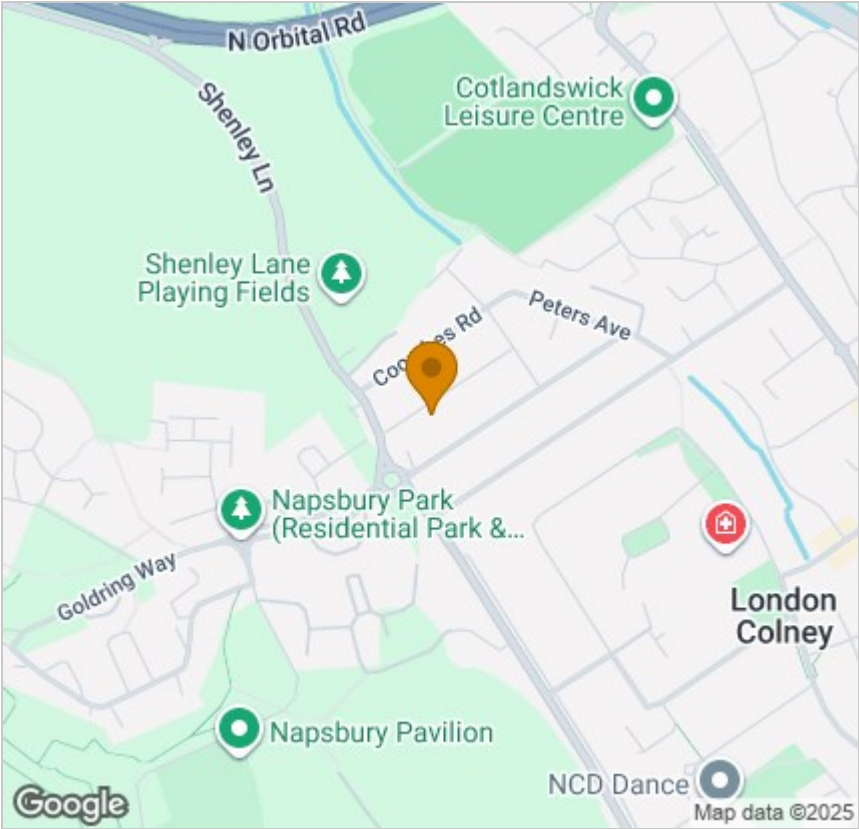 N Orbital Rd
Shenley Ln
Cotlandswick
Leisure Centre
Shenley Lane
Playing Fields
Peters Ave
Rd
Napsbury Park
(Residential Park &...
Goldring Way
London
Colney
Napsbury Pavilion
NCD Dance
Google
Map data ©2025